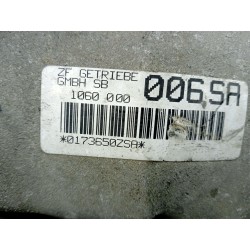 ZF GETRIEBE
GMBH SB
006SA
1060 000
*0173650ZSA*